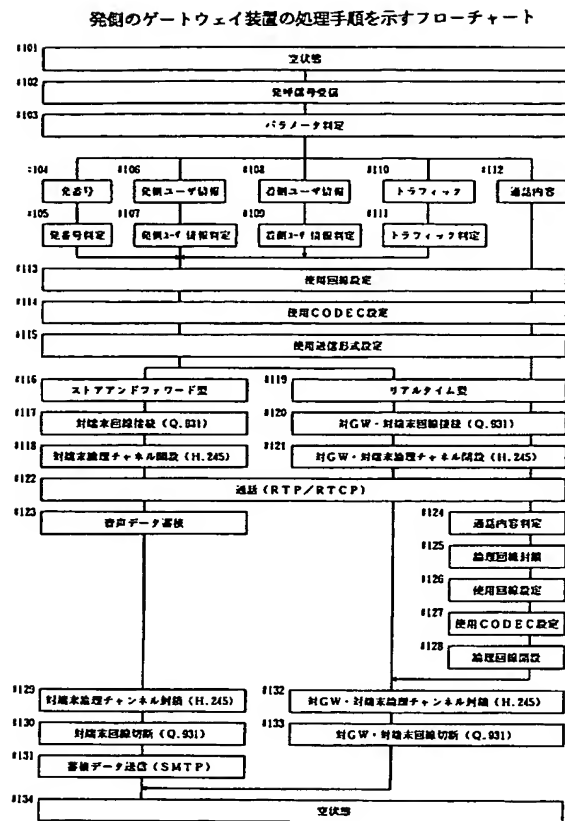 発側のゲートウェイ装置の処理手順を示すフローチャート
#101
空状態
#102
発呼信号受信
#103
パラメータ判定
#104 #106 #108 #110 #112
発番号 発側ユーザ情報 着側ユーザ情報 トラフィック 通話内容
#105 #107 #109 #111
発番号判定 発側ユーザ情報判定 着側ユーザ情報判定 トラフィック判定
#113
使用回線設定
#114
使用CODEC設定
#115
使用送信形式設定
#116 #119
ストアアンドフォワード型 リアルタイム型
#117 #120
対端末回線接続(Q.931) 対GW・対端末回線接続(Q.931)
#118 #121
対端末論理チャネル開設(H.245) 対GW・対端末論理チャネル開設(H.245)
#122
通話(RTP/RTCP)
#123 #124
音声データ蓄積 通話内容判定
#125
論理回線封鎖
#126
使用回線設定
#127
使用CODEC設定
#128
論理回線開設
#129 #132
対端末論理チャンネル封鎖(H.245) 対GW・対端末論理チャンネル封鎖(H.245)
#130 #133
対端末回線切断(Q.931) 対GW・対端末回線切断(Q.931)
#131
蓄積データ送信(SMTP)
#134
空状態